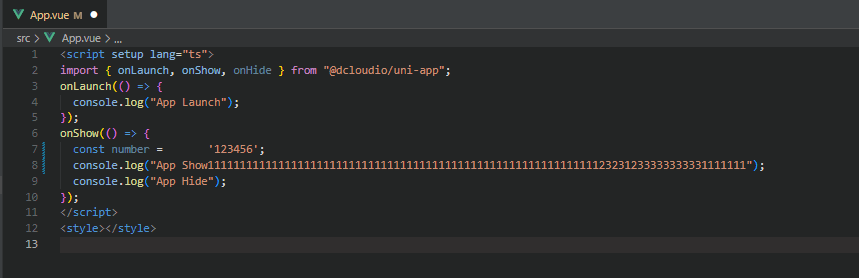 App.vue M ●
src > App.vue > ...
1 <script setup lang="ts">
2 import { onLaunch, onShow, onHide } from "@dcloudio/uni-app";
3 onLaunch(() => {
4   console.log("App Launch");
5 });
6 onShow(() => {
7   const number =       '123456';
8   console.log("App Show111111111111111111111111111111111111111111111111111111111111123231233333333331111111");
9   console.log("App Hide");
10 });
11 </script>
12 <style></style>
13